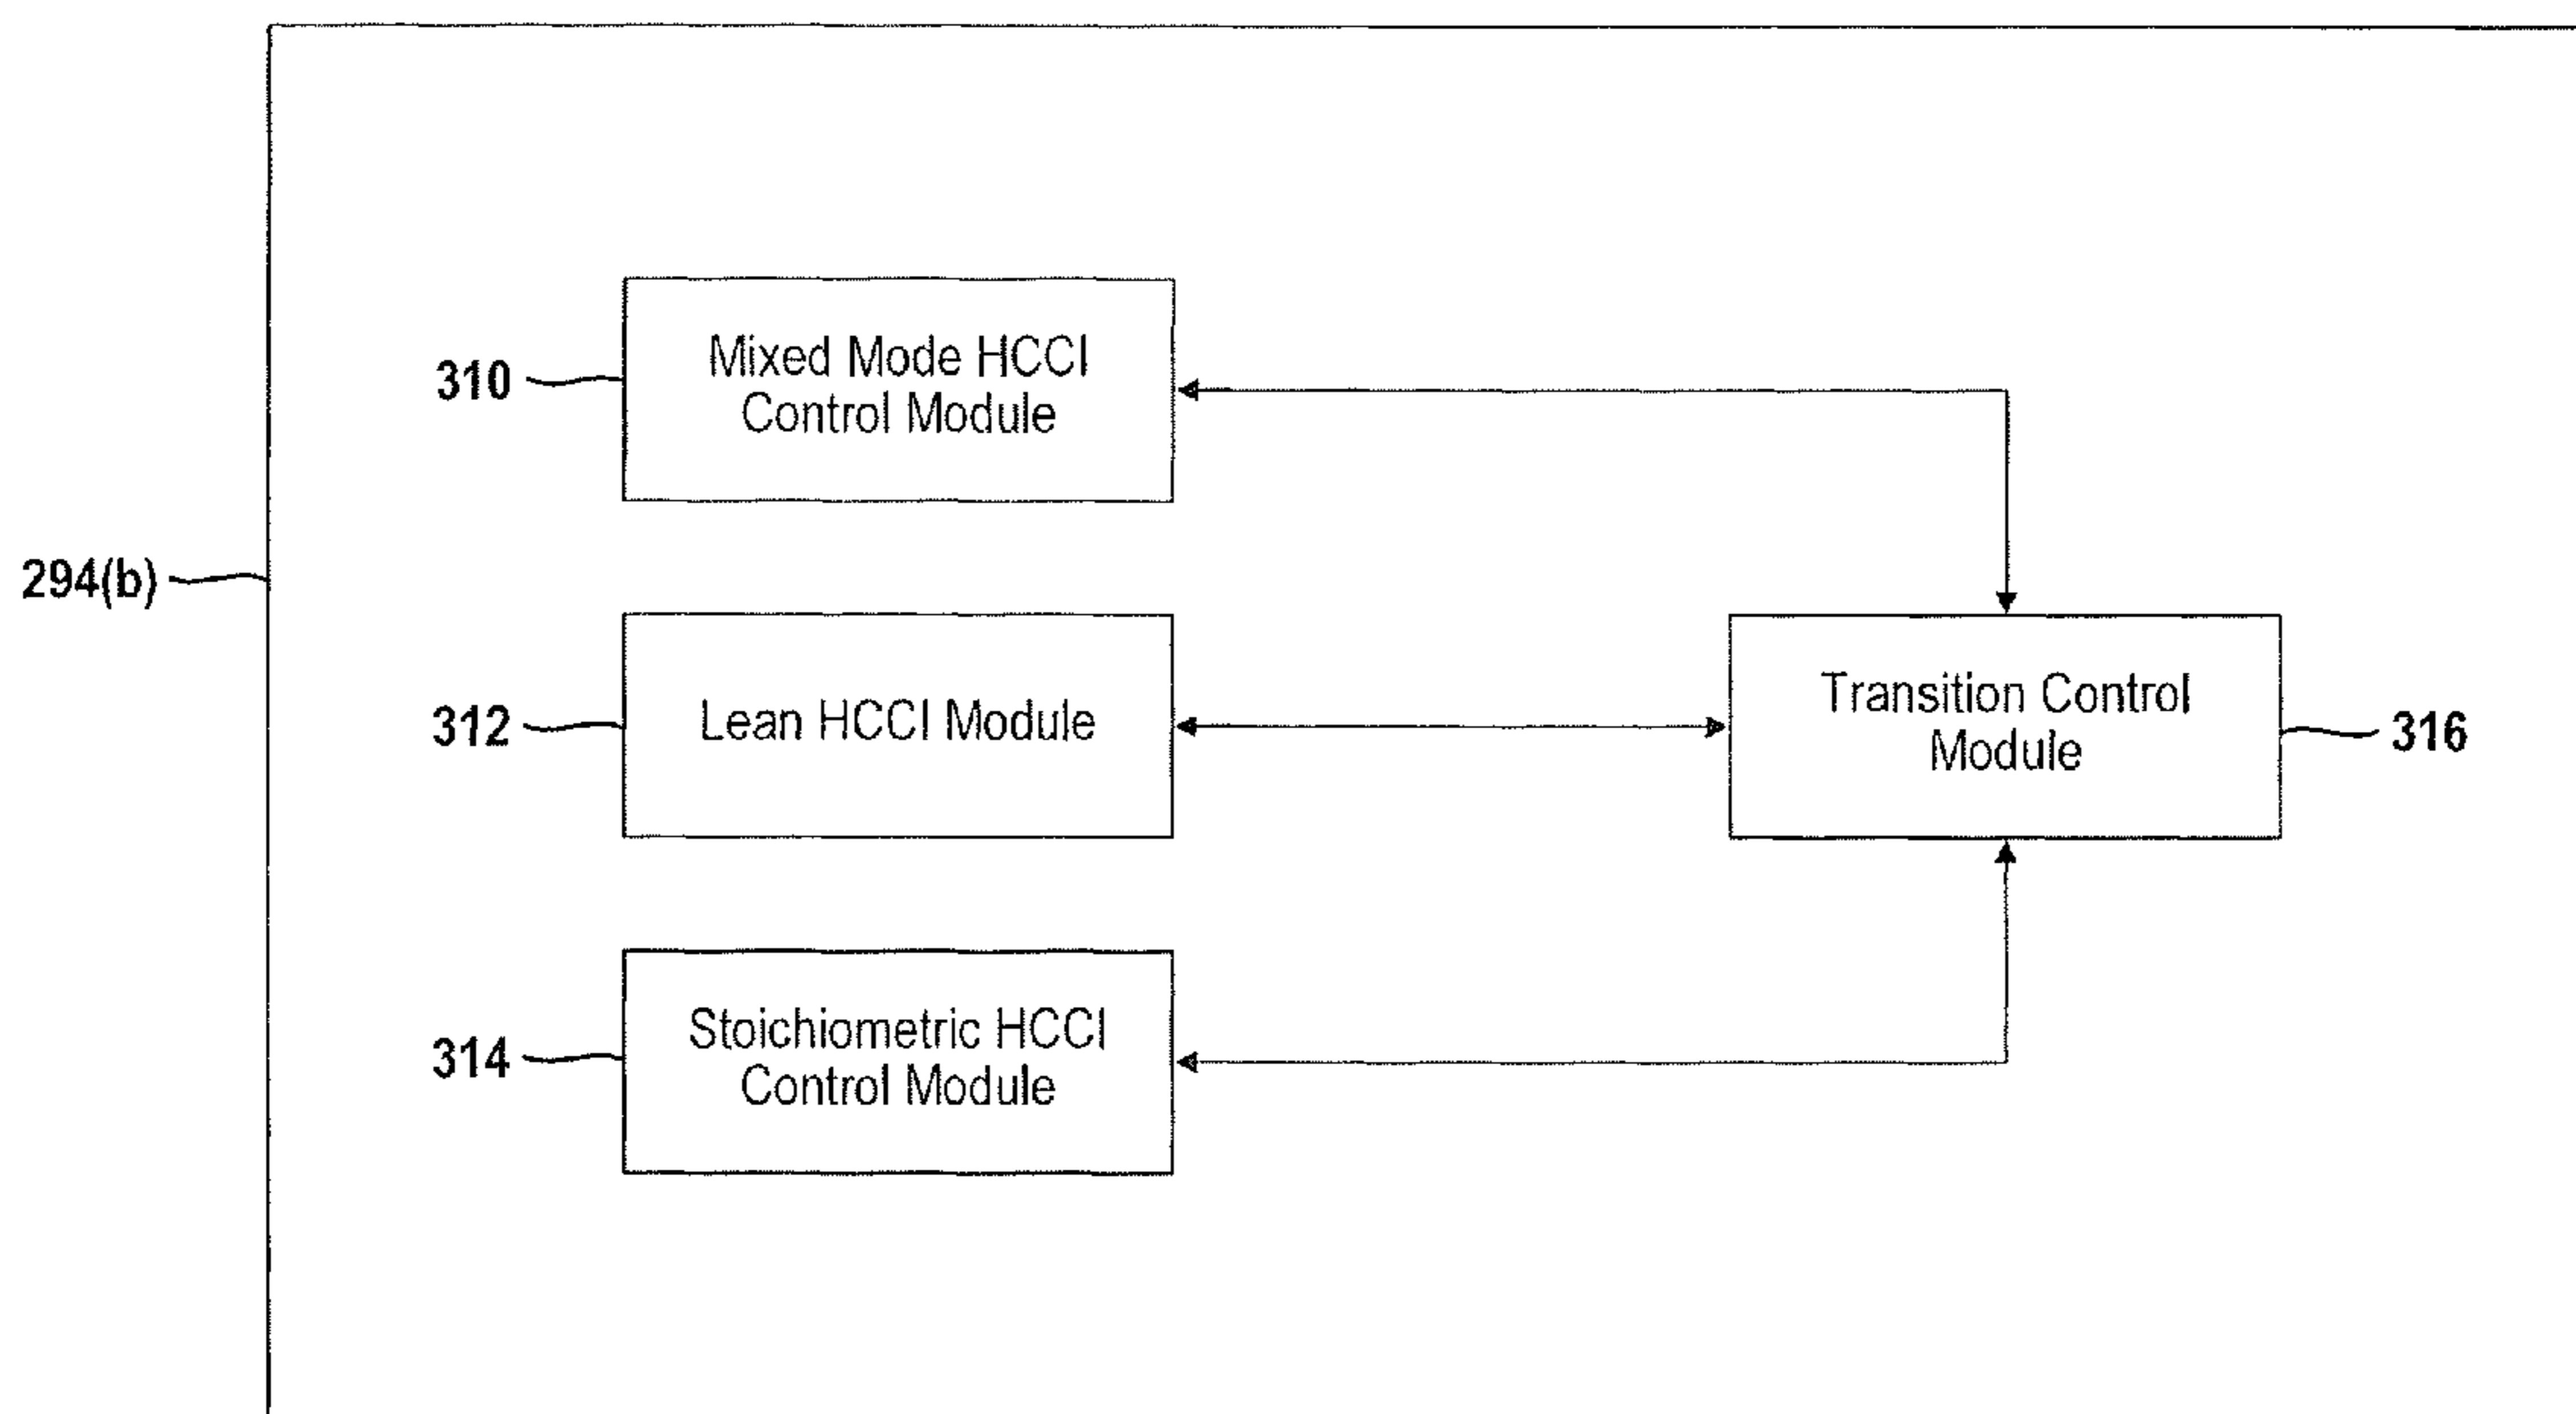 310
Mixed Mode HCCI
Control Module
294(b)
312
Lean HCCI Module
Transition Control
Module
316
314
Stoichiometric HCCI
Control Module